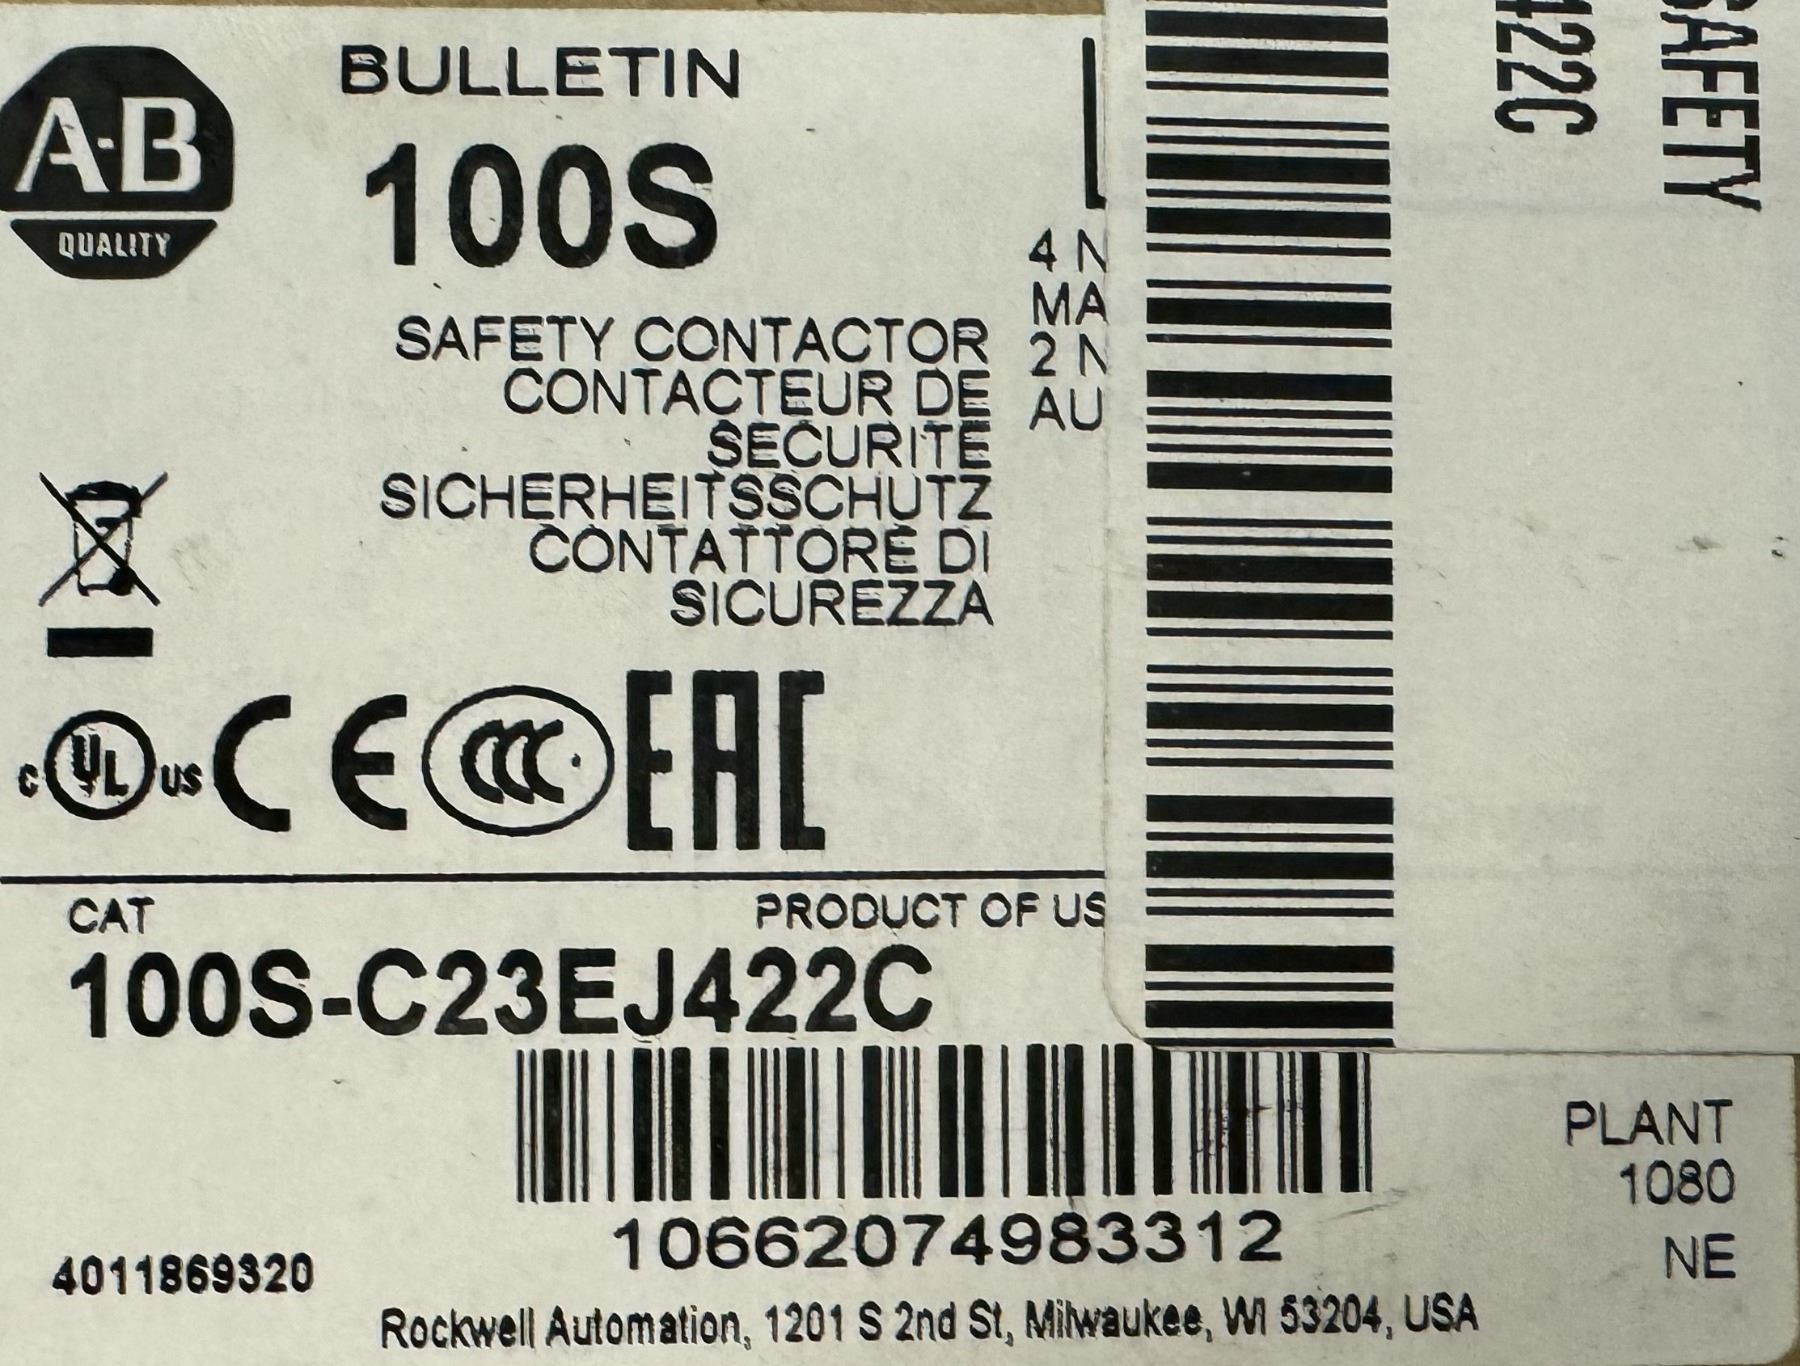 A-B
QUALITY
BULLETIN
100S
SAFETY CONTACTOR
CONTACTEUR DE
SECURITE
SICHERHEITSSCHUTZ
CONTATTORE DI
SICUREZZA
4 N
MA
2 N
AU
C UL US CE CCC EAC
CAT
PRODUCT OF US
100S-C23EJ422C
10662074983312
4011869320
PLANT
1080
NE
Rockwell Automation, 1201 S 2nd St, Milwaukee, WI 53204, USA
SAFETY
422C